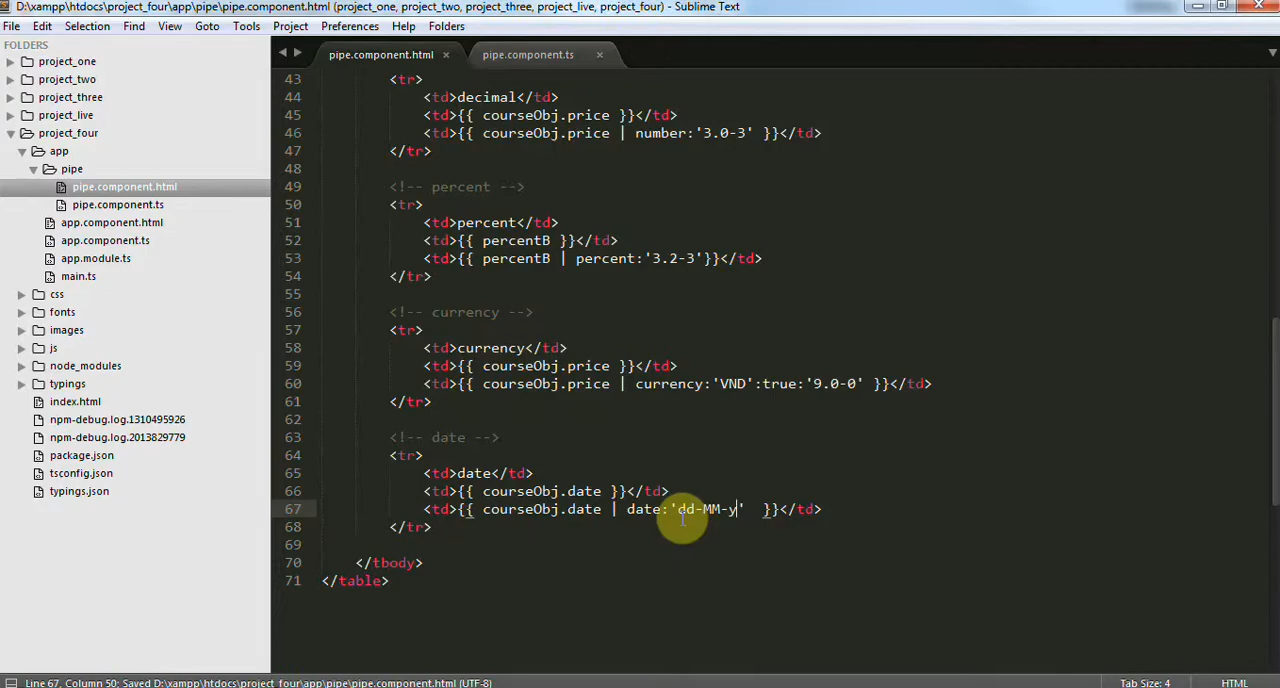 D:\xampp\htdocs\project_four\app\pipe\pipe.component.html (project_one, project_two, project_three, project_live, project_four) - Sublime Text
File Edit Selection Find View Goto Tools Project Preferences Help Folders
FOLDERS
project_one
project_two
project_three
project_live
project_four
app
pipe
pipe.component.html
pipe.component.ts
app.component.html
app.component.ts
app.module.ts
main.ts
css
fonts
images
js
node_modules
typings
index.html
npm-debug.log.1310495926
npm-debug.log.2013829779
package.json
tsconfig.json
typings.json
pipe.component.html × pipe.component.ts ×
43 <tr>
44 <td>decimal</td>
45 <td>{{ courseObj.price }}</td>
46 <td>{{ courseObj.price | number:'3.0-3' }}</td>
47 </tr>
48
49 <!-- percent -->
50 <tr>
51 <td>percent</td>
52 <td>{{ percentB }}</td>
53 <td>{{ percentB | percent:'3.2-3'}}</td>
54 </tr>
55
56 <!-- currency -->
57 <tr>
58 <td>currency</td>
59 <td>{{ courseObj.price }}</td>
60 <td>{{ courseObj.price | currency:'VND':true:'9.0-0' }}</td>
61 </tr>
62
63 <!-- date -->
64 <tr>
65 <td>date</td>
66 <td>{{ courseObj.date }}</td>
67 <td>{{ courseObj.date | date:'dd-MM-y'  }}</td>
68 </tr>
69
70 </tbody>
71 </table>
Line 67, Column 50; Saved D:\xampp\htdocs\project_four\app\pipe\pipe.component.html (UTF-8) Tab Size: 4 HTML